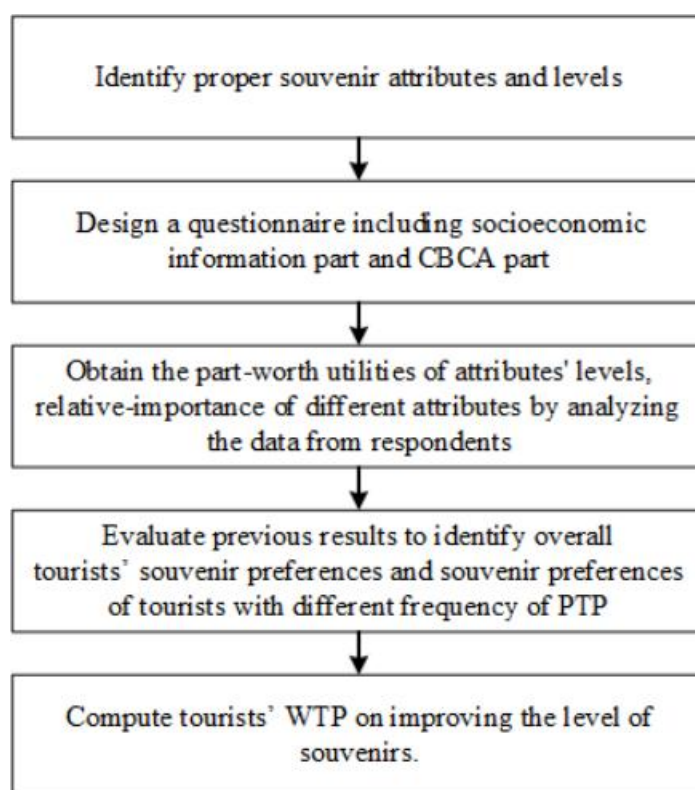 Identify proper souvenir attributes and levels
Design a questionnaire including socioeconomic
information part and CBCA part
Obtain the part-worth utilities of attributes' levels,
relative-importance of different attributes by analyzing
the data from respondents
Evaluate previous results to identify overall
tourists’ souvenir preferences and souvenir preferences
of tourists with different frequency of PTP
Compute tourists’ WTP on improving the level of
souvenirs.